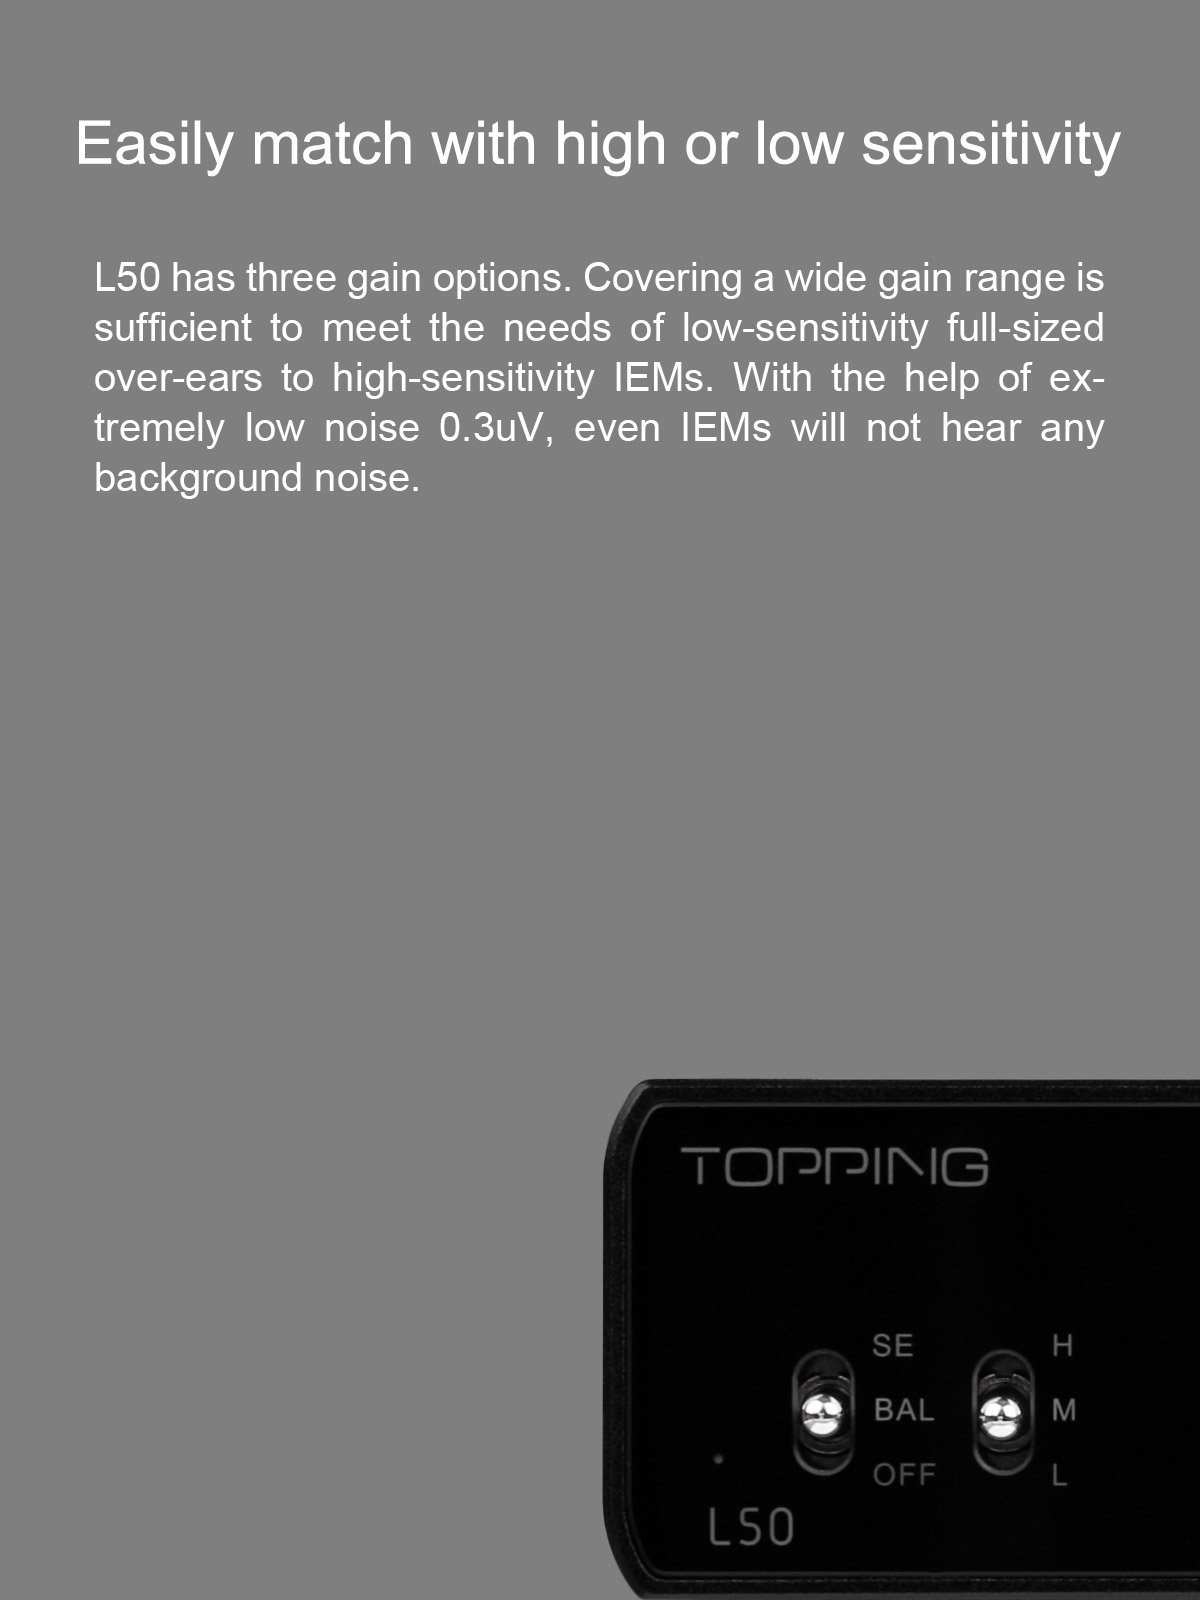 Easily match with high or low sensitivity
L50 has three gain options. Covering a wide gain range is
sufficient to meet the needs of low-sensitivity full-sized
over-ears to high-sensitivity IEMs. With the help of ex-
tremely low noise 0.3uV, even IEMs will not hear any
background noise.
TOPPING
SE H
BAL M
OFF L
L50